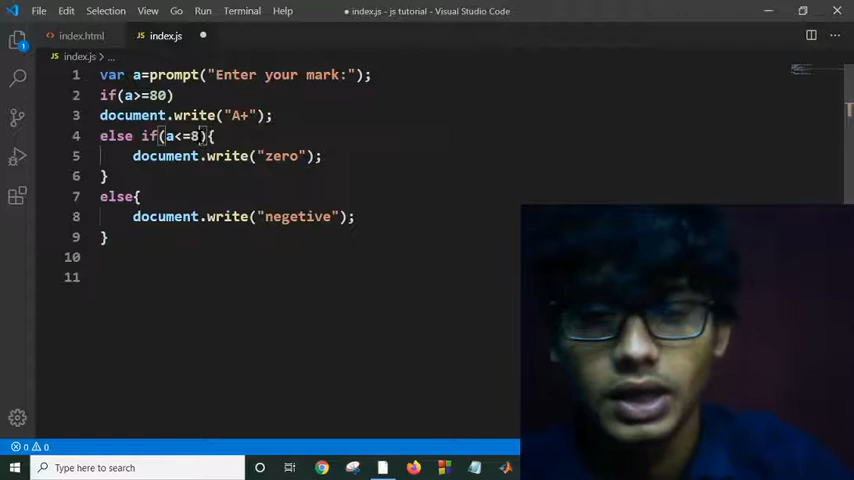 File Edit Selection View Go Run Terminal Help ● index.js - js tutorial - Visual Studio Code
<> index.html JS index.js ●
JS index.js > ...
1 var a=prompt("Enter your mark:");
2 if(a>=80)
3 document.write("A+");
4 else if(a<=8){
5 document.write("zero");
6 }
7 else{
8 document.write("negetive");
9 }
10
11
1
0 0
Type here to search